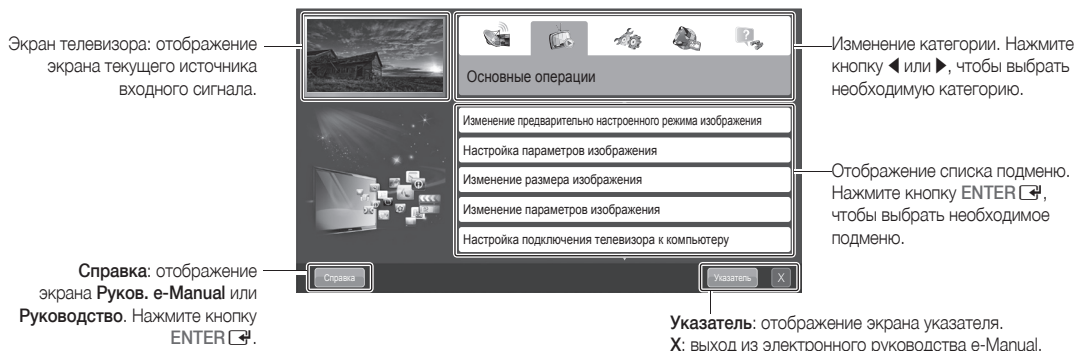 Экран телевизора: отображение
экрана текущего источника
входного сигнала.
Основные операции
Изменение категории. Нажмите
кнопку ◀ или ▶, чтобы выбрать
необходимую категорию.
Изменение предварительно настроенного режима изображения
Настройка параметров изображения
Изменение размера изображения
Изменение параметров изображения
Настройка подключения телевизора к компьютеру
Отображение списка подменю.
Нажмите кнопку ENTER,
чтобы выбрать необходимое
подменю.
Справка
Указатель
X
Справка: отображение
экрана Руков. e-Manual или
Руководство. Нажмите кнопку
ENTER.
Указатель: отображение экрана указателя.
X: выход из электронного руководства e-Manual.